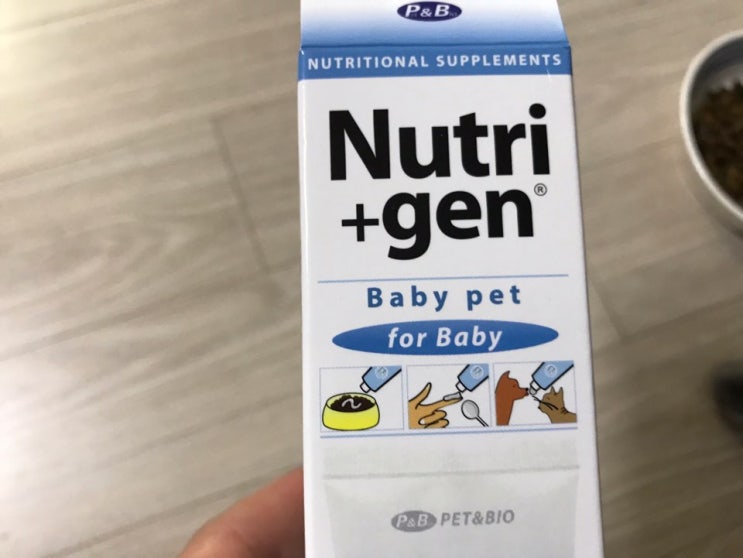 P&B
NUTRITIONAL SUPPLEMENTS
Nutri
+gen®
Baby pet
for Baby
P&B PET&BIO